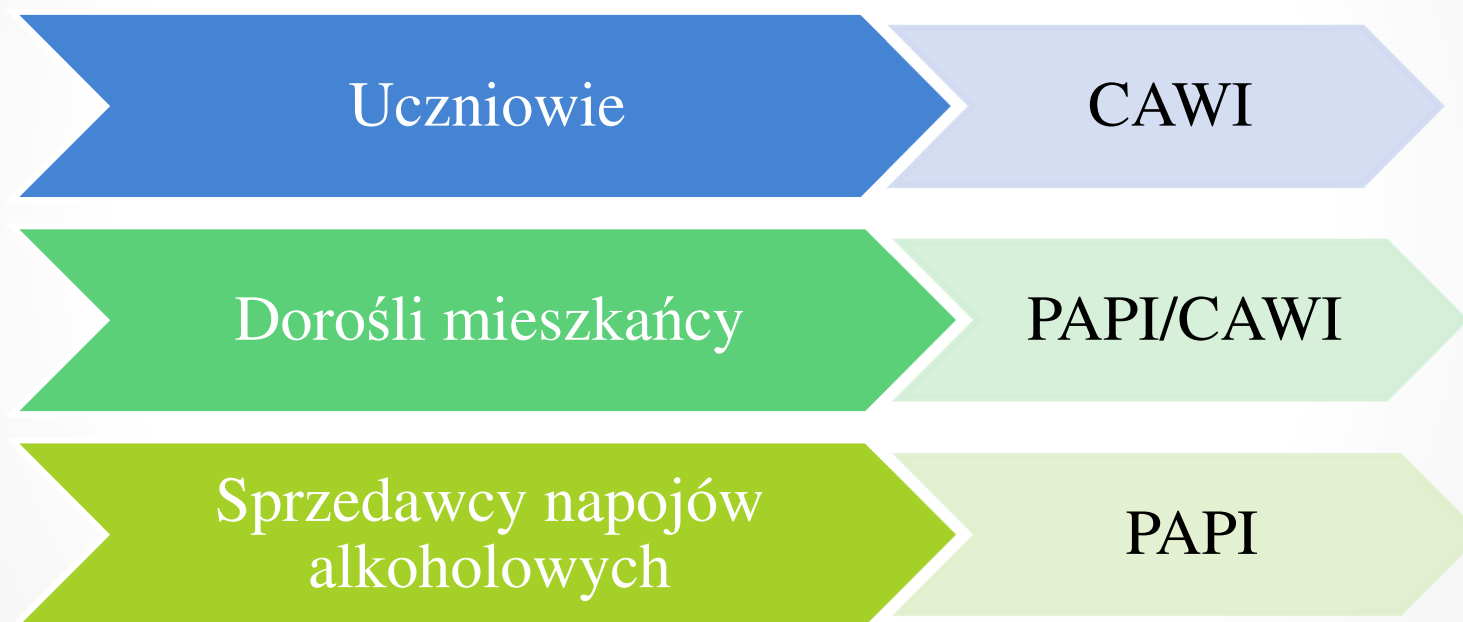 Uczniowie
CAWI
Dorośli mieszkańcy
PAPI/CAWI
Sprzedawcy napojów
alkoholowych
PAPI